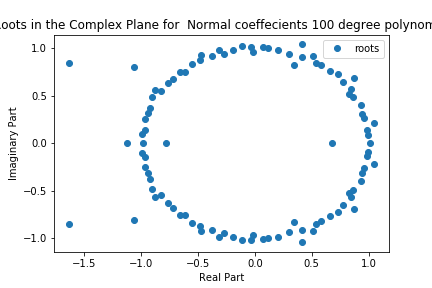 oots in the Complex Plane for Normal coeffecients 100 degree polynom
roots
Imaginary Part
1.0
0.5
0.0
−0.5
−1.0
−1.5 −1.0 −0.5 0.0 0.5 1.0
Real Part